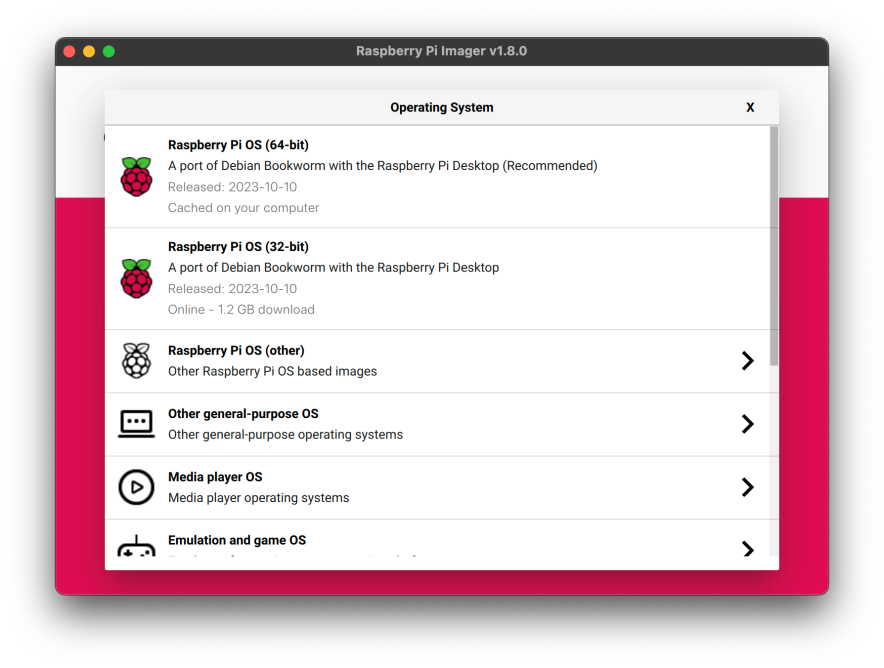 Raspberry Pi Imager v1.8.0
Operating System X
Raspberry Pi OS (64-bit)
A port of Debian Bookworm with the Raspberry Pi Desktop (Recommended)
Released: 2023-10-10
Cached on your computer
Raspberry Pi OS (32-bit)
A port of Debian Bookworm with the Raspberry Pi Desktop
Released: 2023-10-10
Online - 1.2 GB download
Raspberry Pi OS (other)
Other Raspberry Pi OS based images
Other general-purpose OS
Other general-purpose operating systems
Media player OS
Media player operating systems
Emulation and game OS